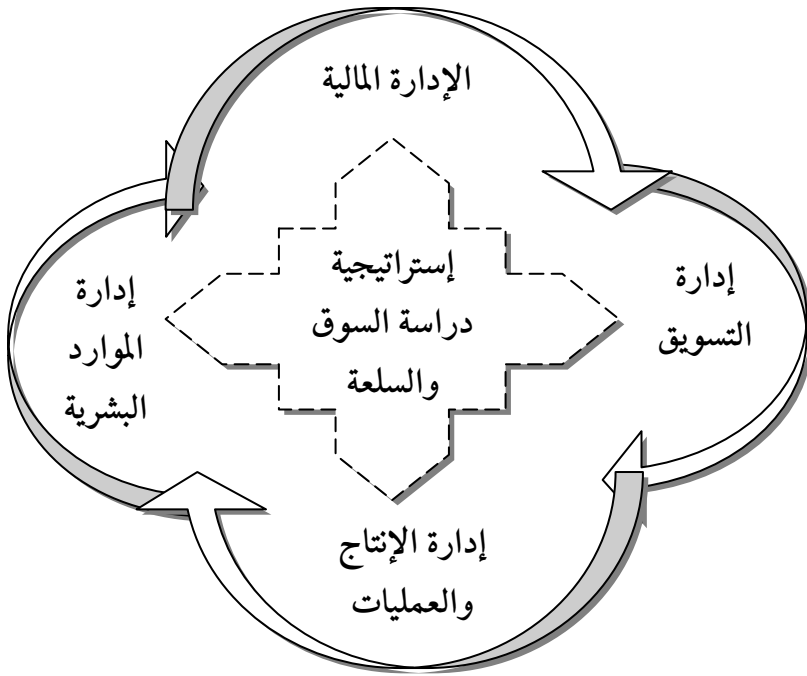 الإدارة المالية
إدارة
التسويق
إستراتيجية
دراسة السوق
والسلعة
إدارة
الموارد
البشرية
إدارة الإنتاج
والعمليات